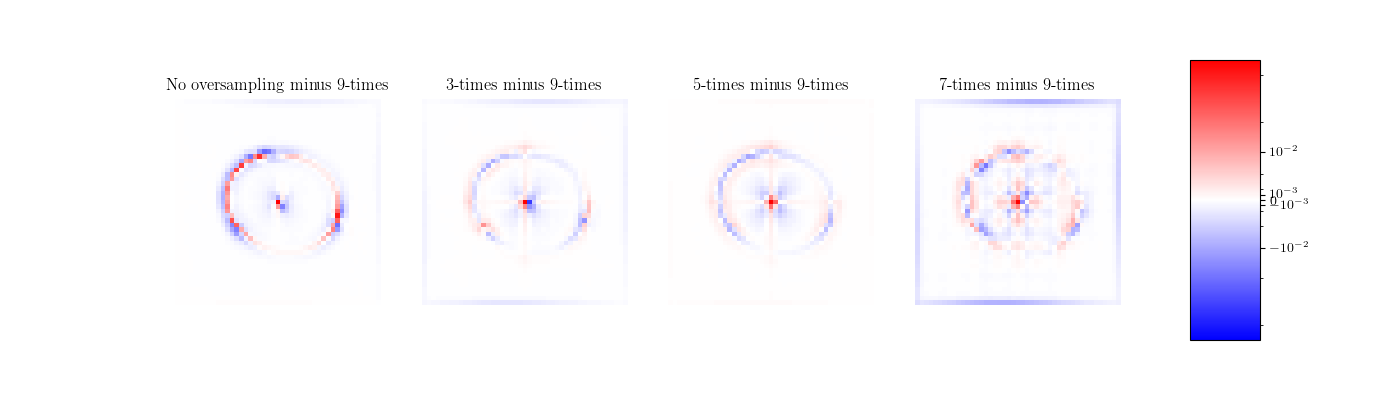 No oversampling minus 9-times
3-times minus 9-times
5-times minus 9-times
7-times minus 9-times
10⁻²
10⁻³
0
−10⁻³
−10⁻²